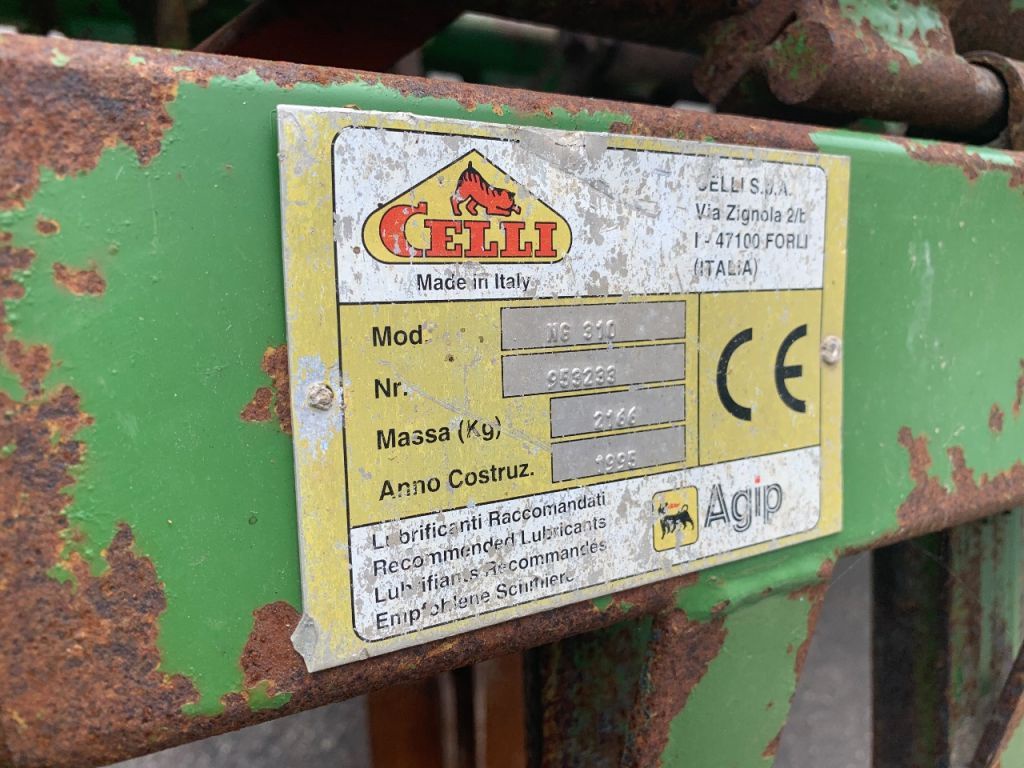 CELLI
Made in Italy
CELLI S.p.A.
Via Zignola 2/b
I - 47100 FORLI
(ITALIA)
Mod. NG 310
Nr. 953233
Massa (Kg) 2166
Anno Costruz. 1995
CE
Lubrificanti Raccomandati
Recommended Lubricants
Lubrifiants Recommandés
Empfohlene Schmiere
Agip